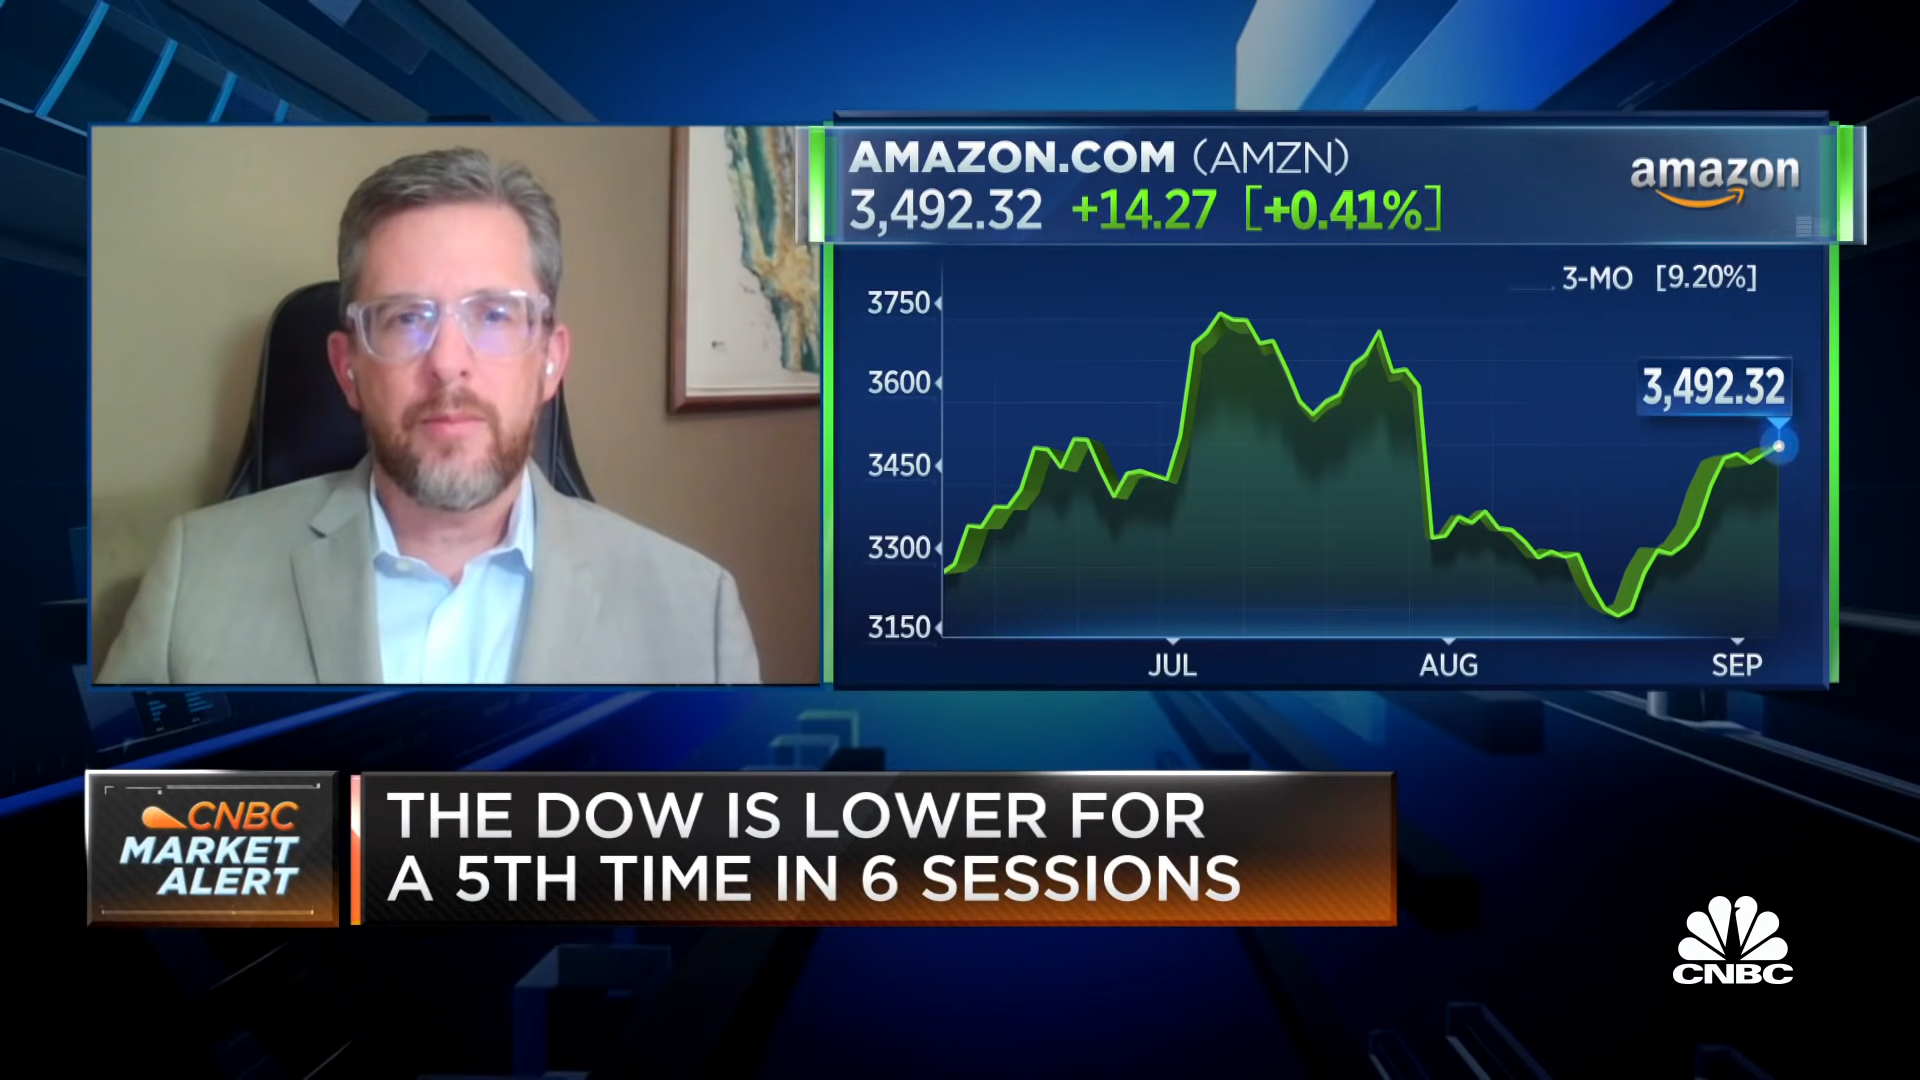 AMAZON.COM (AMZN)
3,492.32 +14.27 [+0.41%]
amazon
3-MO [9.20%]
3750
3600
3450
3300
3150
3,492.32
JUL AUG SEP
CNBC
MARKET
ALERT
THE DOW IS LOWER FOR
A 5TH TIME IN 6 SESSIONS
CNBC